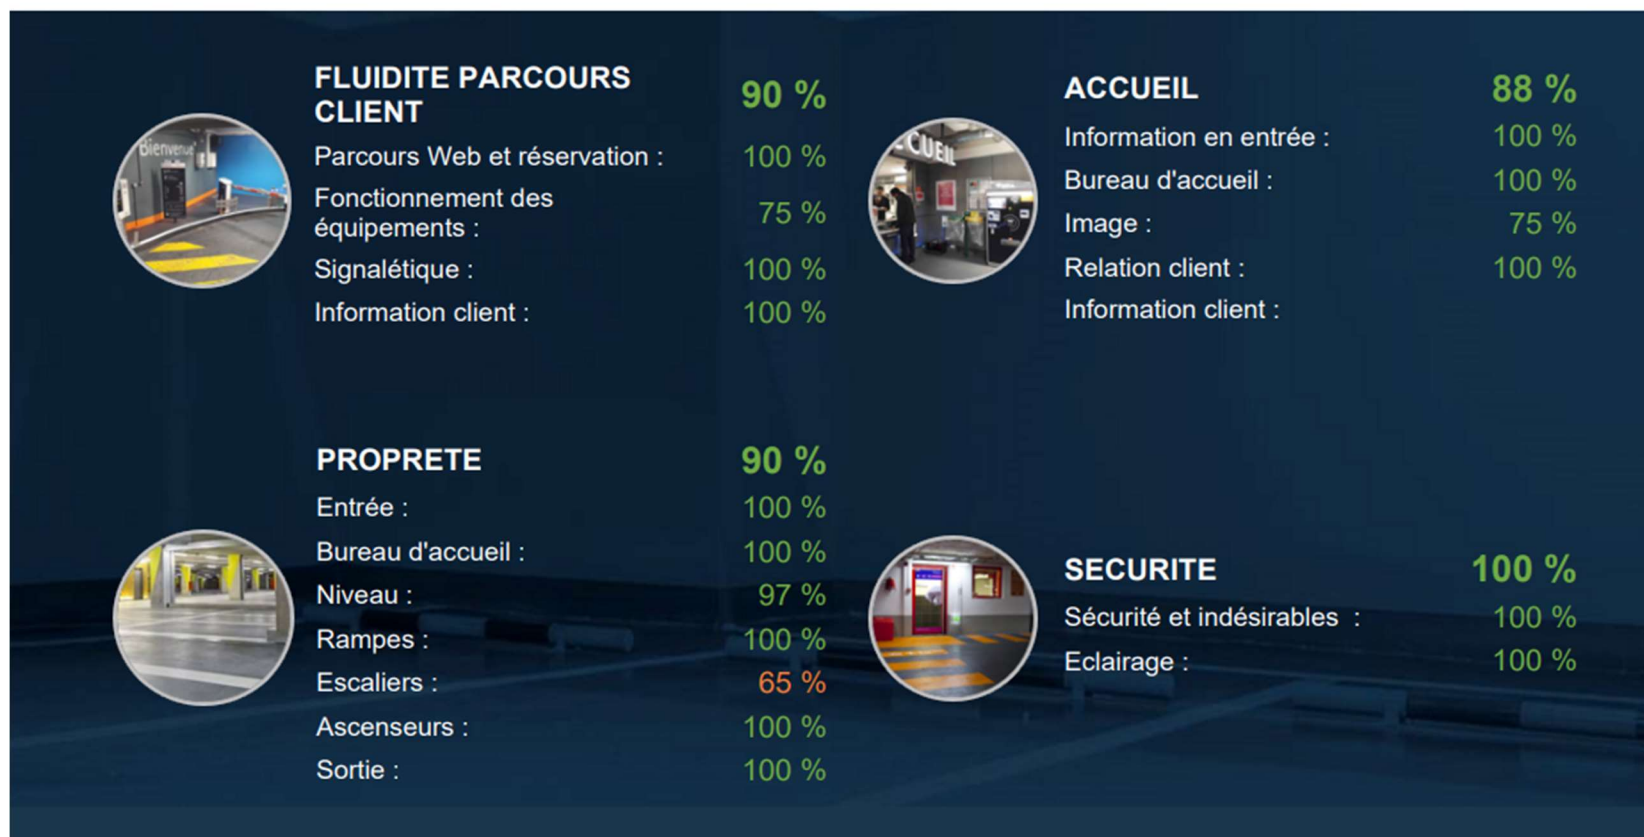 FLUIDITE PARCOURS
CLIENT
90 %
Parcours Web et réservation :
100 %
Fonctionnement des
équipements :
75 %
Signalétique :
100 %
Information client :
100 %
Bienvenue
ACCUEIL
88 %
Information en entrée :
100 %
Bureau d'accueil :
100 %
Image :
75 %
Relation client :
100 %
Information client :
CUEIL
PROPRETE
90 %
Entrée :
100 %
Bureau d'accueil :
100 %
Niveau :
97 %
Rampes :
100 %
Escaliers :
65 %
Ascenseurs :
100 %
Sortie :
100 %
SECURITE
100 %
Sécurité et indésirables :
100 %
Eclairage :
100 %